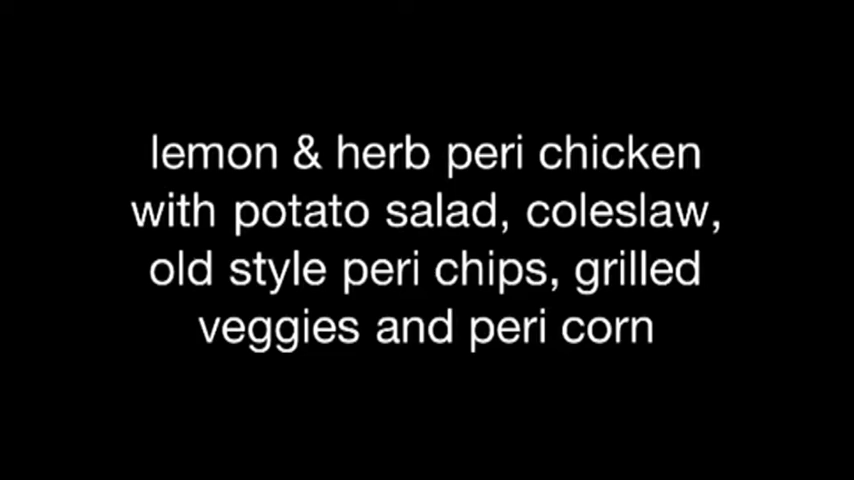 lemon & herb peri chicken
with potato salad, coleslaw,
old style peri chips, grilled
veggies and peri corn